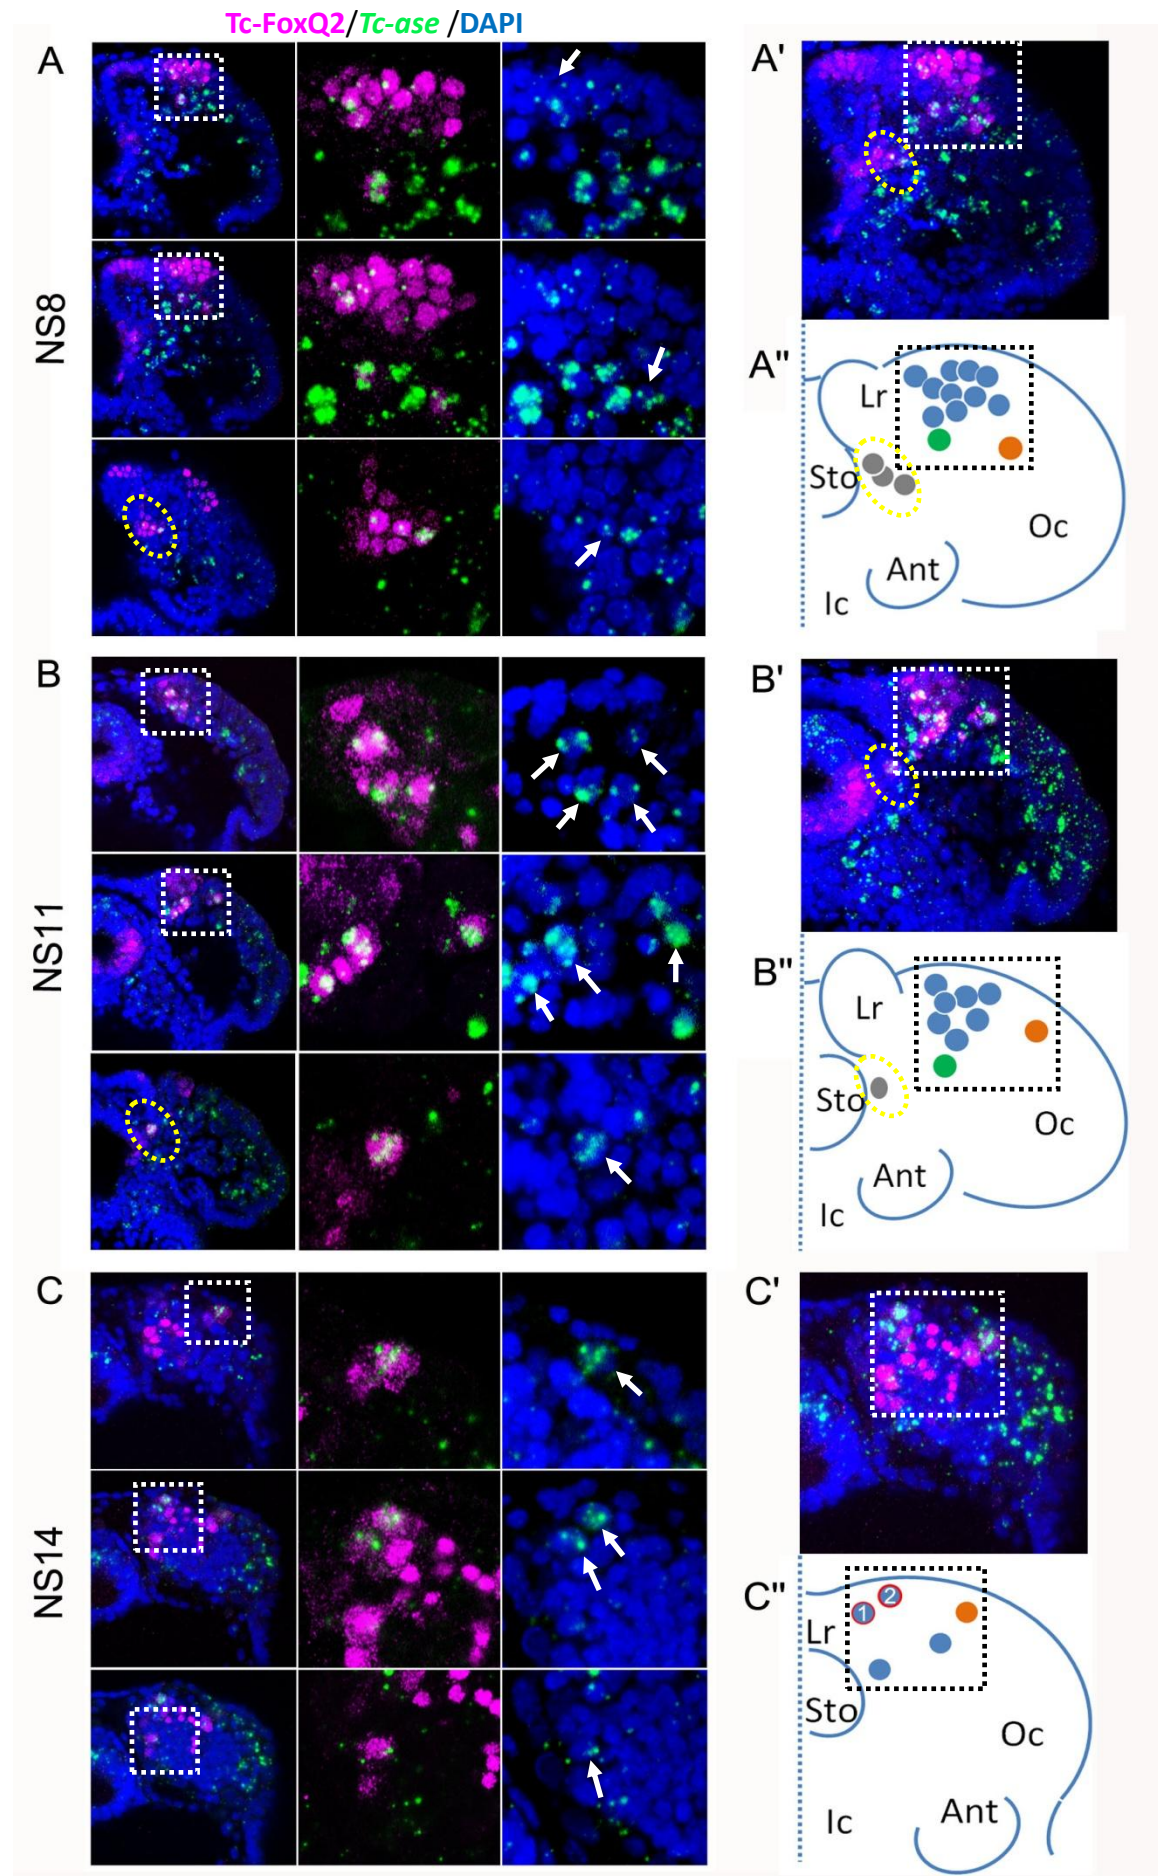 Tc-FoxQ2/Tc-ase /DAPI
A
A'
NS8
A"
Lr
Sto
Oc
Ant
Ic
B
B'
NS11
B"
Lr
Sto
Oc
Ant
Ic
C
C'
NS14
C"
1 2
Lr
Sto
Oc
Ant
Ic